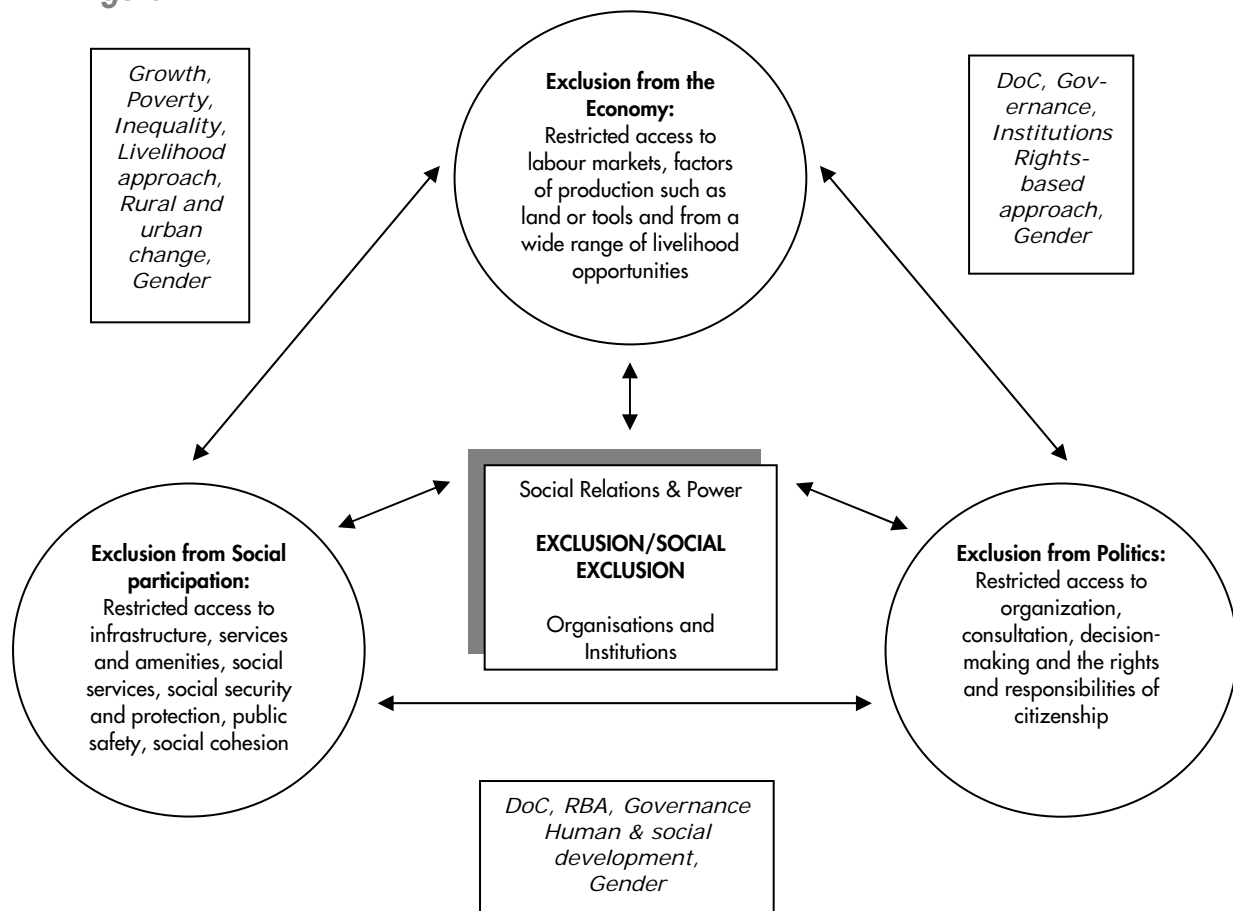 Growth,
Poverty,
Inequality,
Livelihood
approach,
Rural and
urban
change,
Gender
Exclusion from the
Economy:
Restricted access to
labour markets, factors
of production such as
land or tools and from a
wide range of livelihood
opportunities
DoC, Gov-
ernance,
Institutions
Rights-
based
approach,
Gender
Exclusion from Social
participation:
Restricted access to
infrastructure, services
and amenities, social
services, social security
and protection, public
safety, social cohesion
Social Relations & Power
EXCLUSION/SOCIAL
EXCLUSION
Organisations and
Institutions
Exclusion from Politics:
Restricted access to
organization,
consultation, decision-
making and the rights
and responsibilities of
citizenship
DoC, RBA, Governance
Human & social
development,
Gender